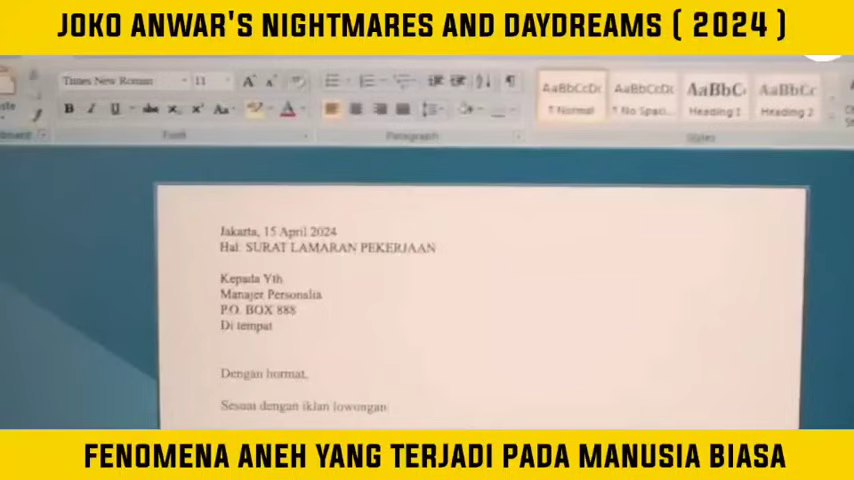 JOKO ANWAR'S NIGHTMARES AND DAYDREAMS ( 2024 )
Times New Roman 11
AaBbCcDc AaBbCcDc AaBbC AaBbCc
¶ Normal ¶ No Spaci... Heading 1 Heading 2
Font Paragraph Styles
Jakarta, 15 April 2024
Hal: SURAT LAMARAN PEKERJAAN
Kepada Yth
Manajer Personalia
P.O. BOX 888
Di tempat
Dengan hormat,
Sesuai dengan iklan lowongan
FENOMENA ANEH YANG TERJADI PADA MANUSIA BIASA